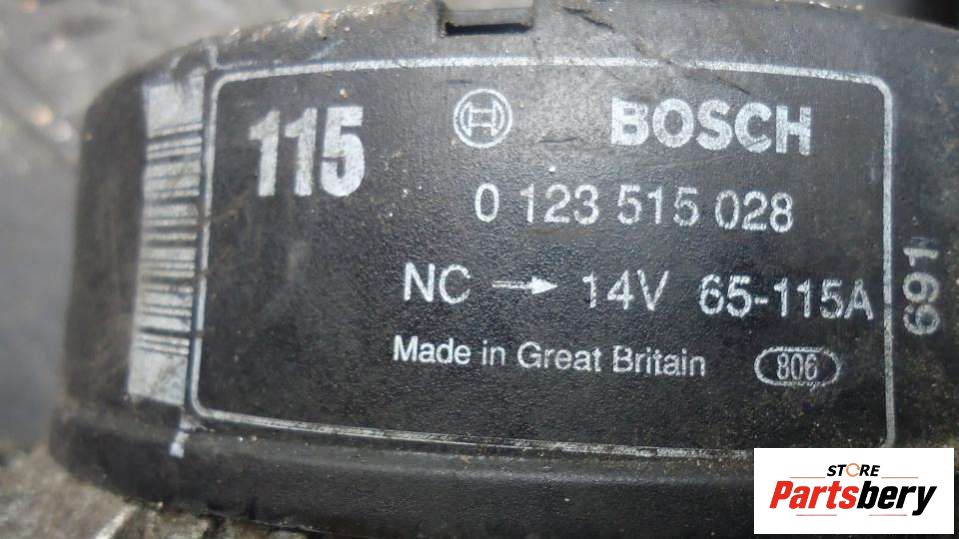 115
BOSCH
0 123 515 028
NC → 14V 65-115A
Made in Great Britain 806
691
STORE
Partsbery